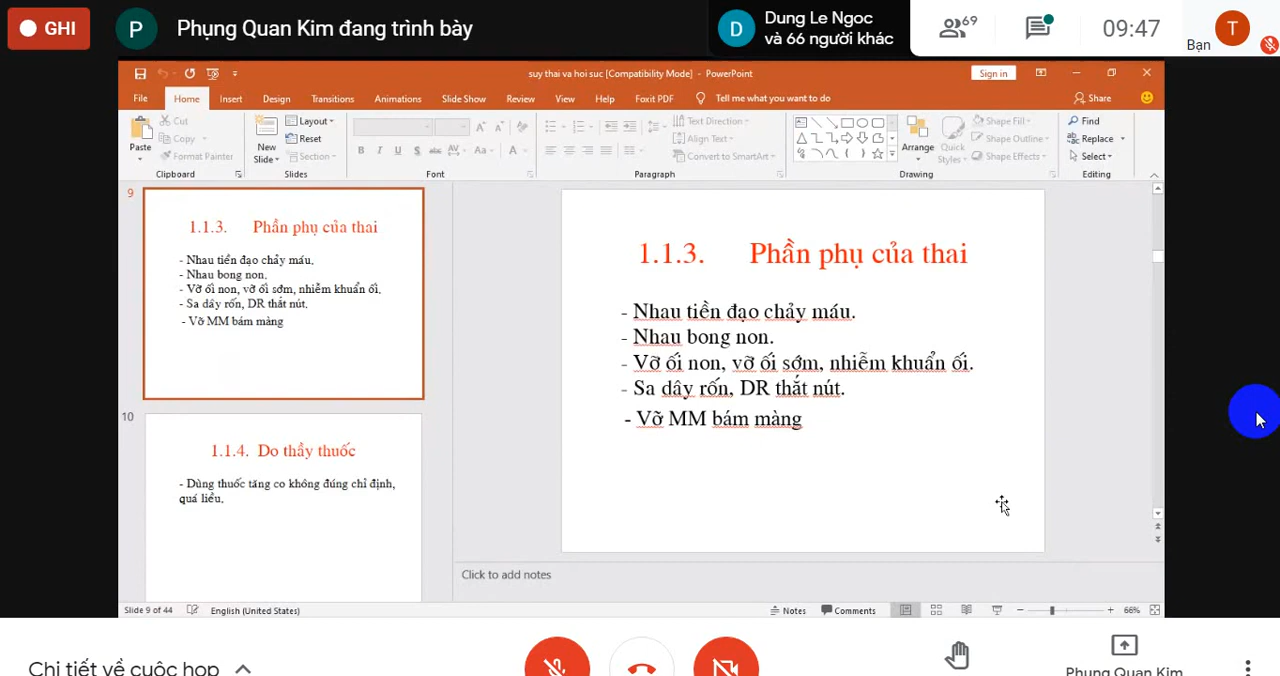 GHI
P
Phụng Quan Kim đang trình bày
D
Dung Le Ngoc
và 66 người khác
69
09:47
Bạn
T
suy thai va hoi suc [Compatibility Mode] - PowerPoint
Sign in
File Home Insert Design Transitions Animations Slide Show Review View Help Foxit PDF Tell me what you want to do Share
Paste
Cut
Copy
Format Painter
Clipboard
New
Slide
Layout
Reset
Section
Slides
Font
Text Direction
Align Text
Convert to SmartArt
Paragraph
Arrange
Quick
Styles
Shape Fill
Shape Outline
Shape Effects
Drawing
Find
Replace
Select
Editing
9
1.1.3. Phần phụ của thai
- Nhau tiền đạo chảy máu.
- Nhau bong non.
- Vỡ ối non, vỡ ối sớm, nhiễm khuẩn ối.
- Sa dây rốn, DR thắt nút.
- Vỡ MM bám màng
10
1.1.4. Do thầy thuốc
- Dùng thuốc tăng co không đúng chỉ định,
quá liều.
1.1.3. Phần phụ của thai
- Nhau tiền đạo chảy máu.
- Nhau bong non.
- Vỡ ối non, vỡ ối sớm, nhiễm khuẩn ối.
- Sa dây rốn, DR thắt nút.
- Vỡ MM bám màng
Click to add notes
Slide 9 of 44 English (United States) Notes Comments 66%
Chi tiết về cuộc họp
Phụng Quan Kim